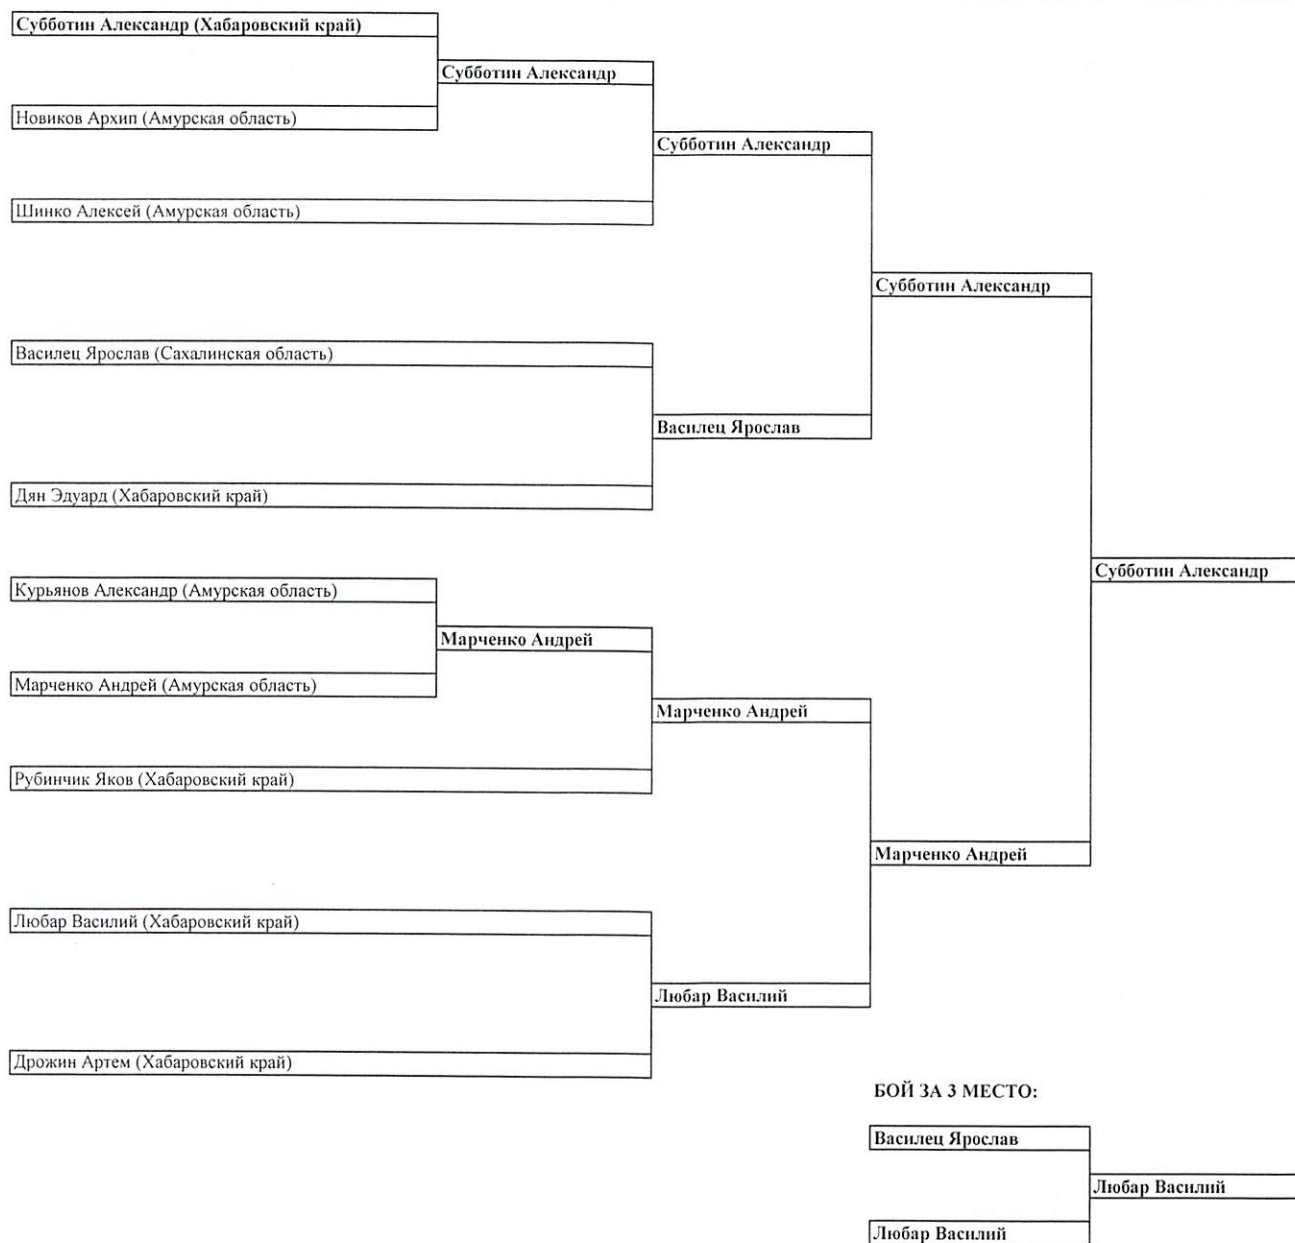 Субботин Александр (Хабаровский край)
Субботин Александр
Новиков Архип (Амурская область)
Субботин Александр
Шинко Алексей (Амурская область)
Субботин Александр
Василец Ярослав (Сахалинская область)
Василец Ярослав
Дян Эдуард (Хабаровский край)
Субботин Александр
Курьянов Александр (Амурская область)
Марченко Андрей
Марченко Андрей (Амурская область)
Марченко Андрей
Рубинчик Яков (Хабаровский край)
Марченко Андрей
Любар Василий (Хабаровский край)
Любар Василий
Дрожин Артем (Хабаровский край)
БОЙ ЗА 3 МЕСТО:
Василец Ярослав
Любар Василий
Любар Василий